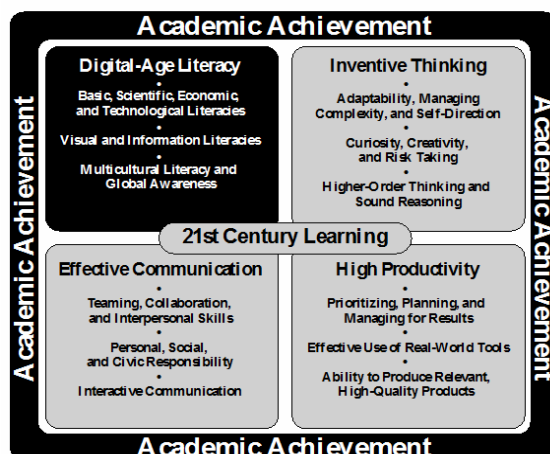 Academic Achievement
Academic Achievement
Digital-Age Literacy
•
Basic, Scientific, Economic,
and Technological Literacies
•
Visual and Information Literacies
•
Multicultural Literacy and
Global Awareness
Inventive Thinking
•
Adaptability, Managing
Complexity, and Self-Direction
•
Curiosity, Creativity,
and Risk Taking
•
Higher-Order Thinking and
Sound Reasoning
Academic Achievement
21st Century Learning
Effective Communication
•
Teaming, Collaboration,
and Interpersonal Skills
•
Personal, Social,
and Civic Responsibility
•
Interactive Communication
High Productivity
•
Prioritizing, Planning, and
Managing for Results
•
Effective Use of Real-World Tools
•
Ability to Produce Relevant,
High-Quality Products
Academic Achievement